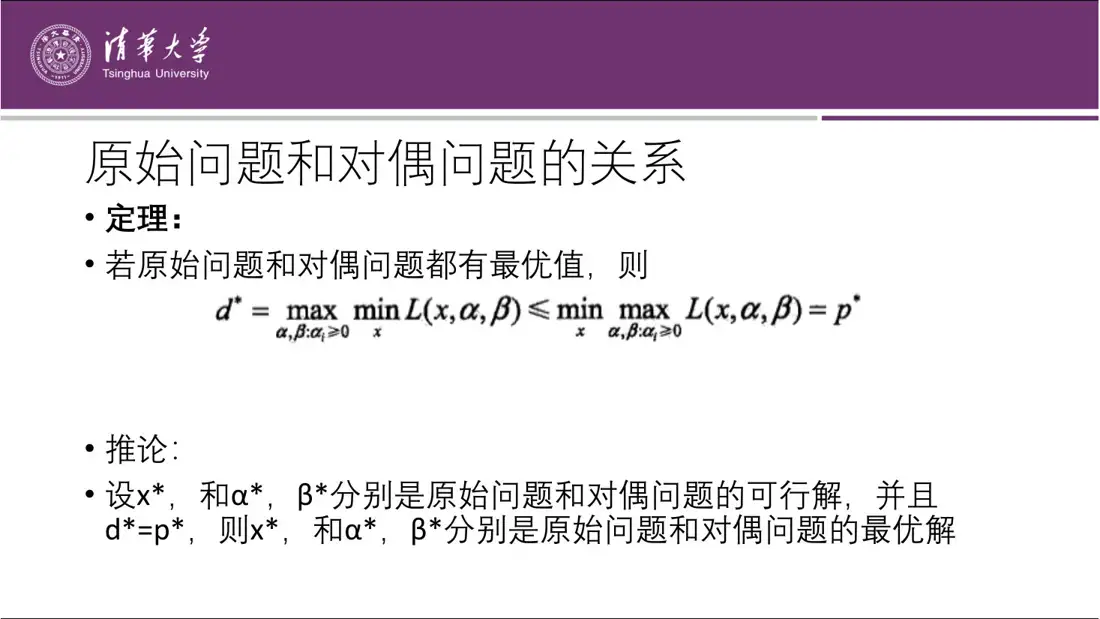 清华大学
Tsinghua University
原始问题和对偶问题的关系
• 定理：
• 若原始问题和对偶问题都有最优值，则
d* = max min L(x,α,β) ≤ min max L(x,α,β) = p*
α,β:αᵢ≥0 x x α,β:αᵢ≥0
• 推论：
• 设x*，和α*，β*分别是原始问题和对偶问题的可行解，并且
d*=p*，则x*，和α*，β*分别是原始问题和对偶问题的最优解